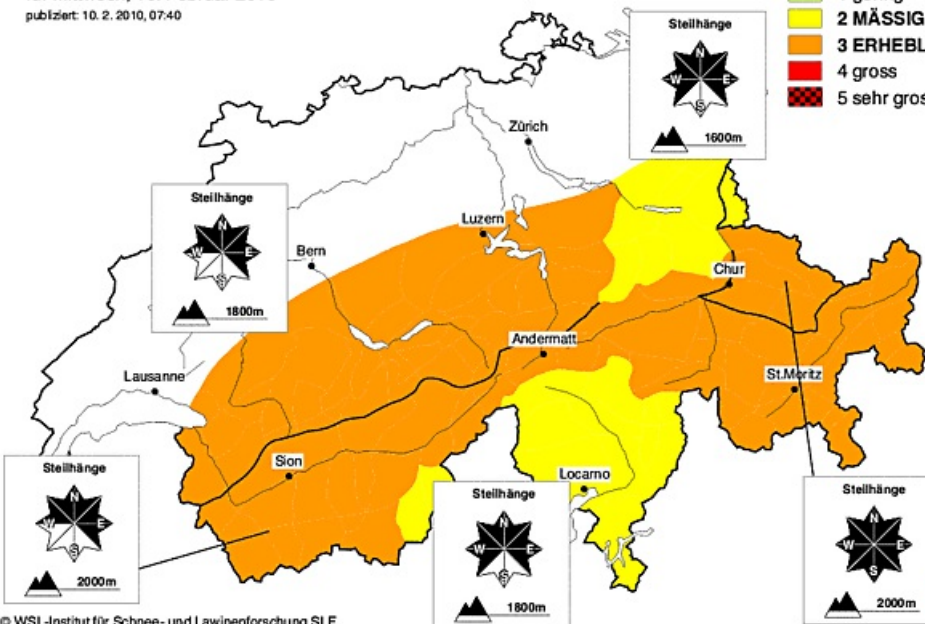 publiziert: 10. 2. 2010, 07:40
2 MÄSSIG
3 ERHEBL
4 gross
5 sehr gros
Steilhänge
N
W E
S
1600m
Zürich
Steilhänge
N
W E
S
1800m
Luzern
Bern
Chur
Andermatt
Lausanne
St.Moritz
Sion
Locarno
Steilhänge
N
W E
S
2000m
Steilhänge
N
W E
S
1800m
Steilhänge
N
W E
S
2000m
© WSL-Institut für Schnee- und Lawinenforschung SLF